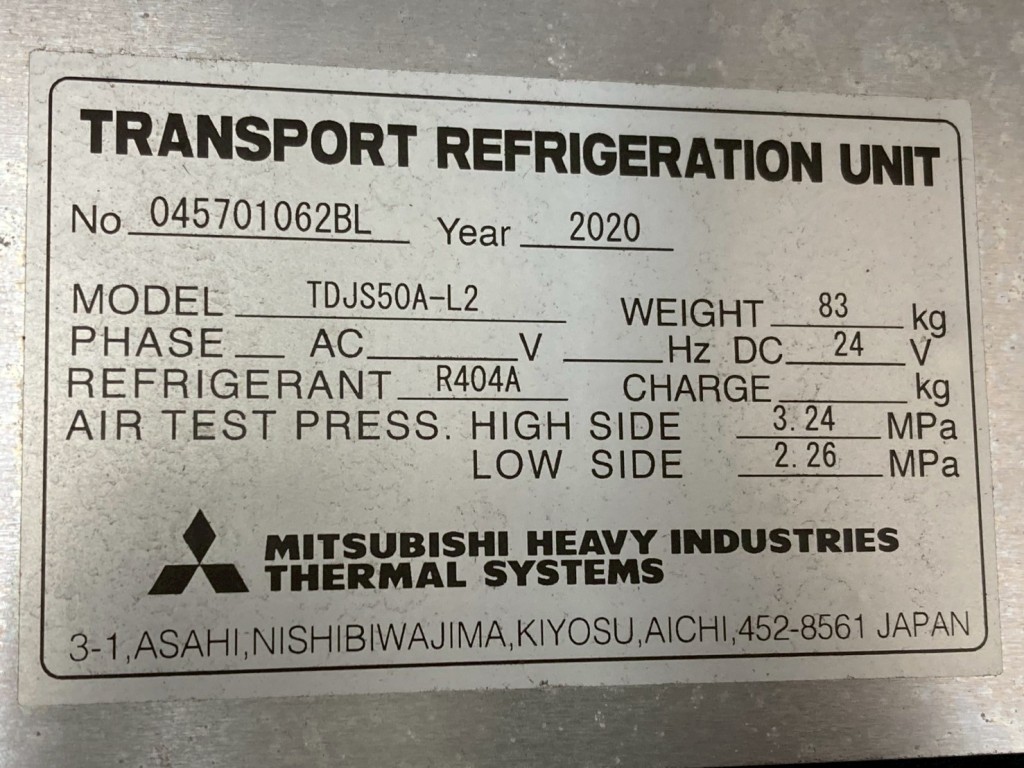 TRANSPORT REFRIGERATION UNIT
No 045701062BL Year 2020
MODEL TDJS50A-L2 WEIGHT 83 kg
PHASE AC V Hz DC 24 V
REFRIGERANT R404A CHARGE kg
AIR TEST PRESS. HIGH SIDE 3.24 MPa
LOW SIDE 2.26 MPa
MITSUBISHI HEAVY INDUSTRIES
THERMAL SYSTEMS
3-1,ASAHI,NISHIBIWAJIMA,KIYOSU,AICHI,452-8561 JAPAN